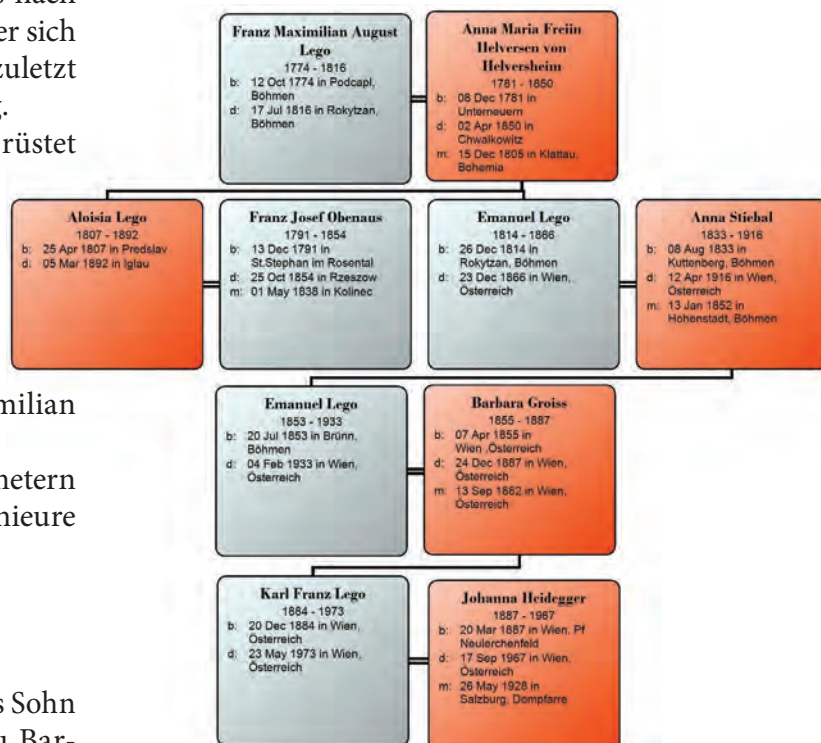 s nach
er sich
zuletzt
g.
rüstet
milian
netern
nieure
s Sohn
u Bar-
Franz Maximilian August
Lego
1774 - 1816
b: 12 Oct 1774 in Podcapl,
Böhmen
d: 17 Jul 1816 in Rokytzan,
Böhmen
Anna Maria Freiin
Helversen von
Helversheim
1781 - 1850
b: 08 Dec 1781 in
Unterneuern
d: 02 Apr 1850 in
Chwalkowitz
m: 15 Dec 1805 in Klattau,
Bohemia
Aloisia Lego
1807 - 1892
b: 25 Apr 1807 in Predslav
d: 05 Mar 1892 in Iglau
Franz Josef Obenaus
1791 - 1854
b: 13 Dec 1791 in
St.Stephan im Rosental
d: 25 Oct 1854 in Rzeszow
m: 01 May 1838 in Kolinec
Emanuel Lego
1814 - 1866
b: 26 Dec 1814 in
Rokytzan, Böhmen
d: 23 Dec 1866 in Wien,
Österreich
Anna Stiebal
1833 - 1916
b: 08 Aug 1833 in
Kuttenberg, Böhmen
d: 12 Apr 1916 in Wien,
Österreich
m: 13 Jan 1852 in
Hohenstadt, Böhmen
Emanuel Lego
1853 - 1933
b: 20 Jul 1853 in Brünn,
Böhmen
d: 04 Feb 1933 in Wien,
Österreich
Barbara Groiss
1855 - 1887
b: 07 Apr 1855 in
Wien ,Österreich
d: 24 Dec 1887 in Wien,
Österreich
m: 13 Sep 1882 in Wien,
Österreich
Karl Franz Lego
1884 - 1973
b: 20 Dec 1884 in Wien,
Österreich
d: 23 May 1973 in Wien,
Österreich
Johanna Heidegger
1887 - 1967
b: 20 Mar 1887 in Wien, Pf
Neulerchenfeld
d: 17 Sep 1967 in Wien,
Österreich
m: 26 May 1928 in
Salzburg, Dompfarre